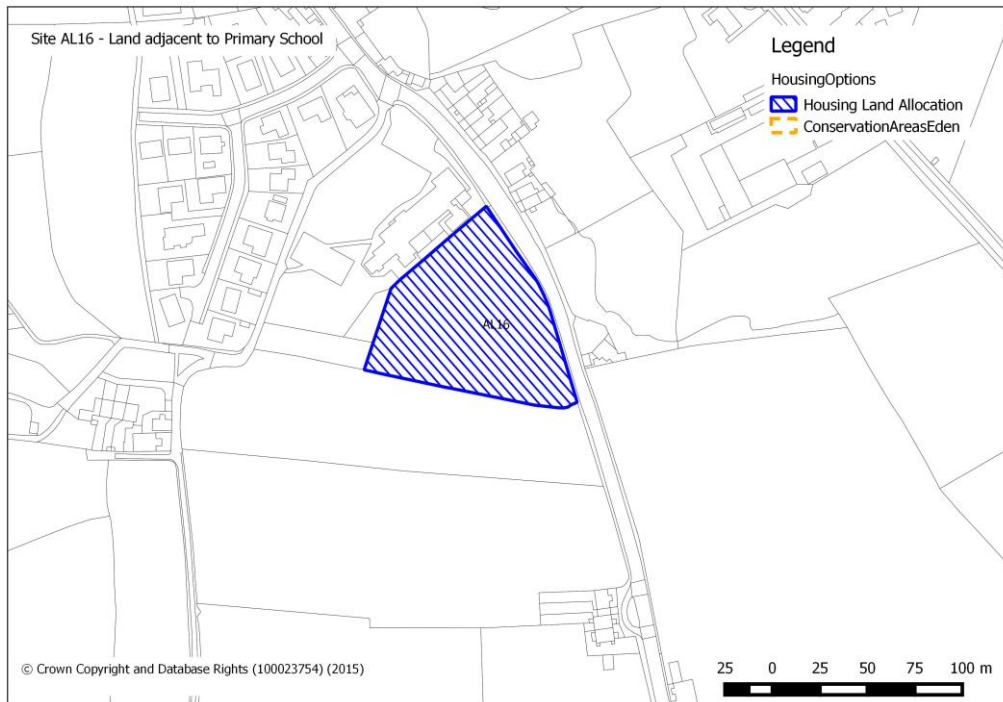 Site AL16 - Land adjacent to Primary School
Legend
HousingOptions
Housing Land Allocation
ConservationAreasEden
AL16
© Crown Copyright and Database Rights (100023754) (2015)
25 0 25 50 75 100 m